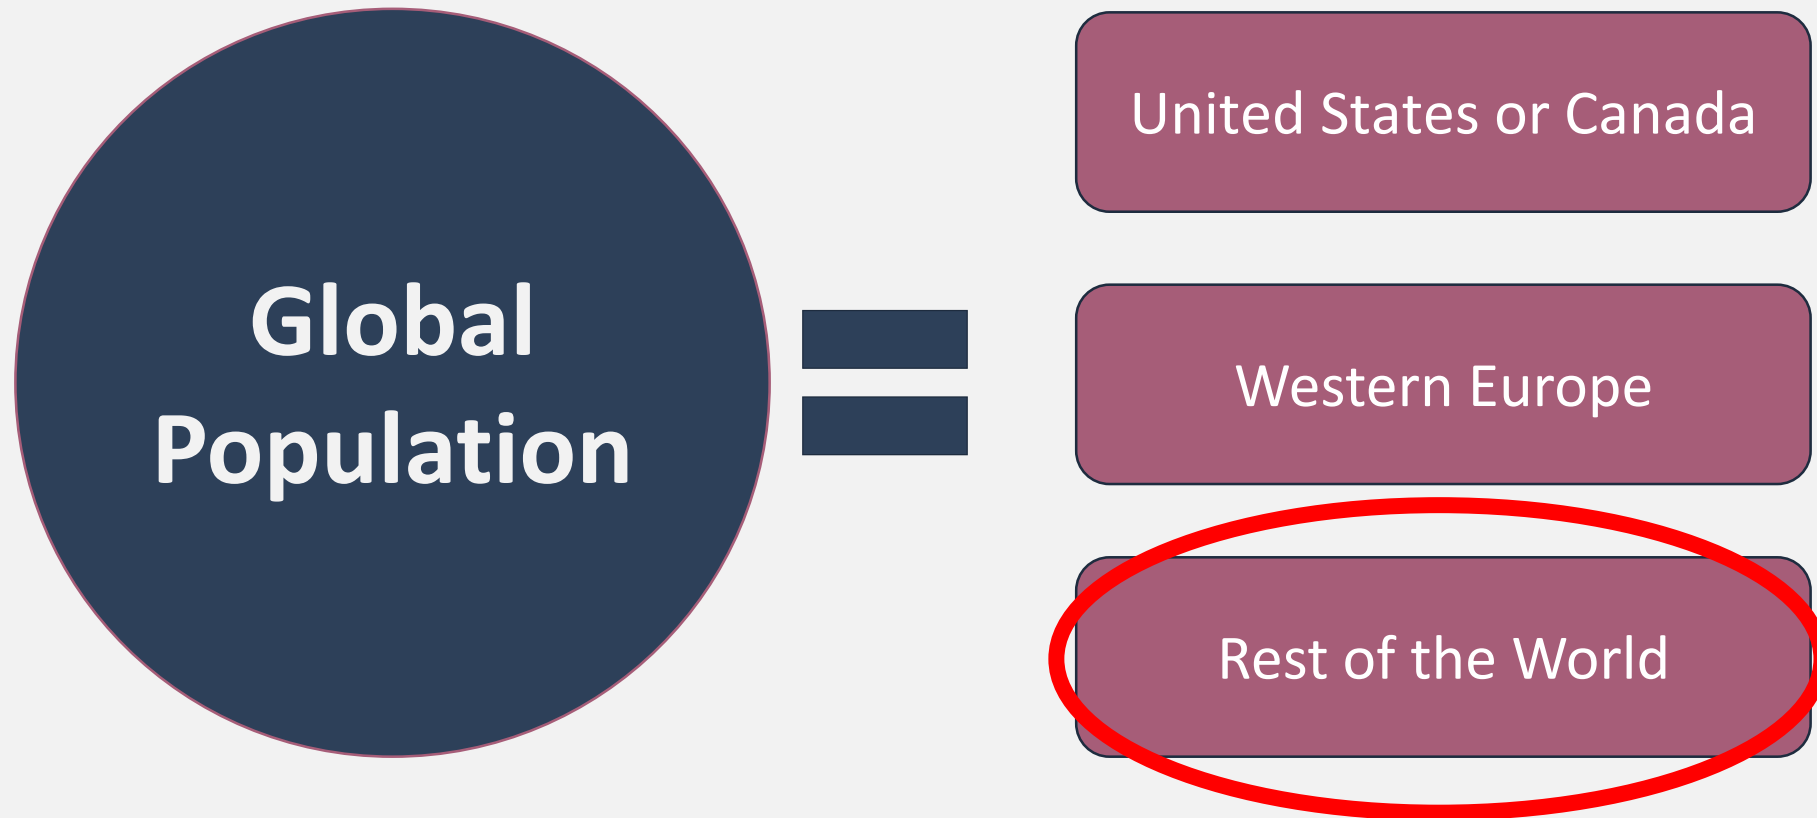 Global
Population
United States or Canada
Western Europe
Rest of the World